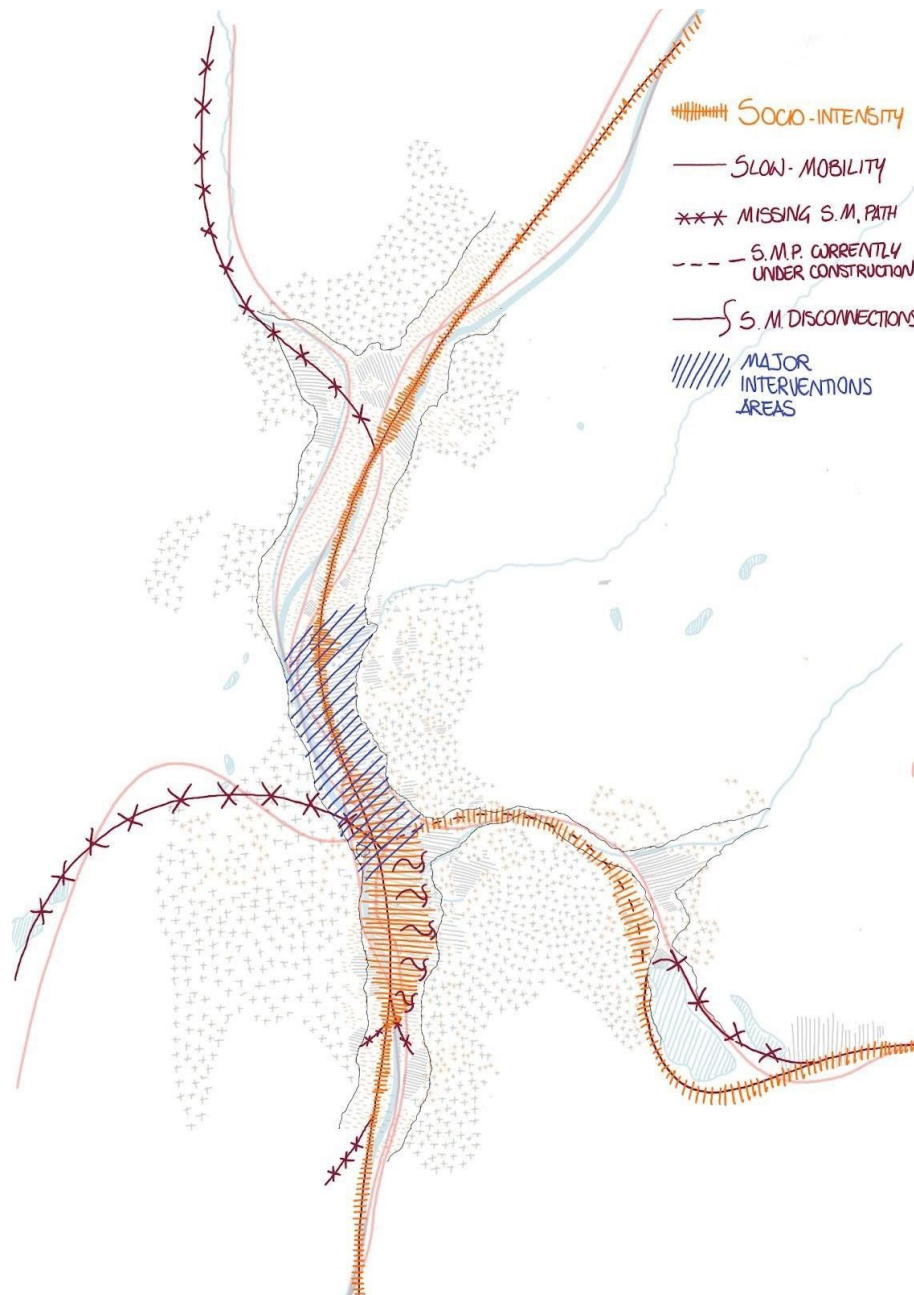 SOCIO-INTENSITY
SLOW-MOBILITY
MISSING S.M. PATH
S.M.P. CURRENTLY
UNDER CONSTRUCTION
S.M. DISCONNECTIONS
MAJOR
INTERVENTIONS
AREAS